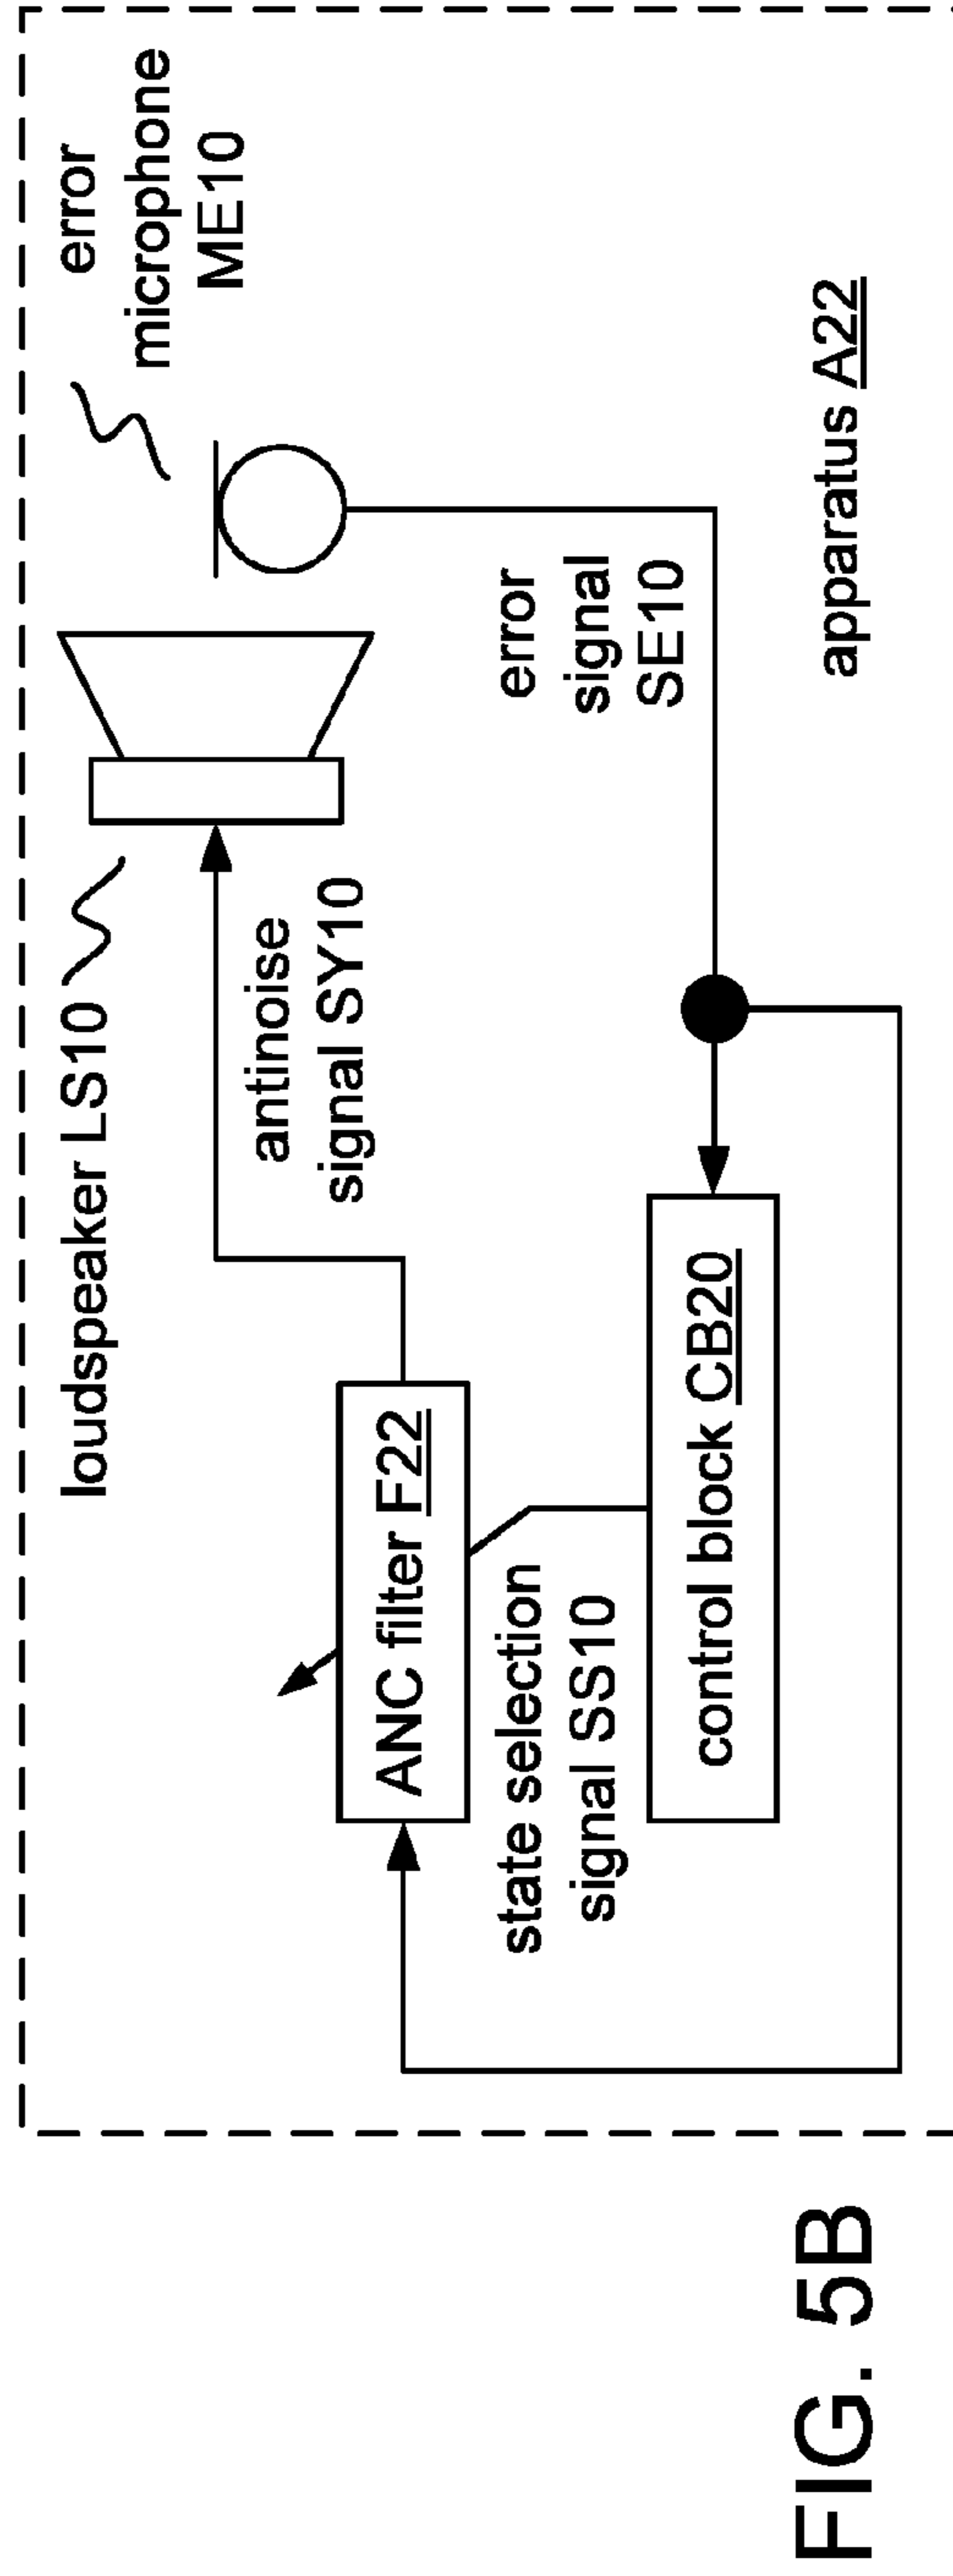 loudspeaker LS10
error
microphone
ME10
antinoise
signal SY10
ANC filter F22
error
signal
SE10
state selection
signal SS10
control block CB20
apparatus A22
FIG. 5B